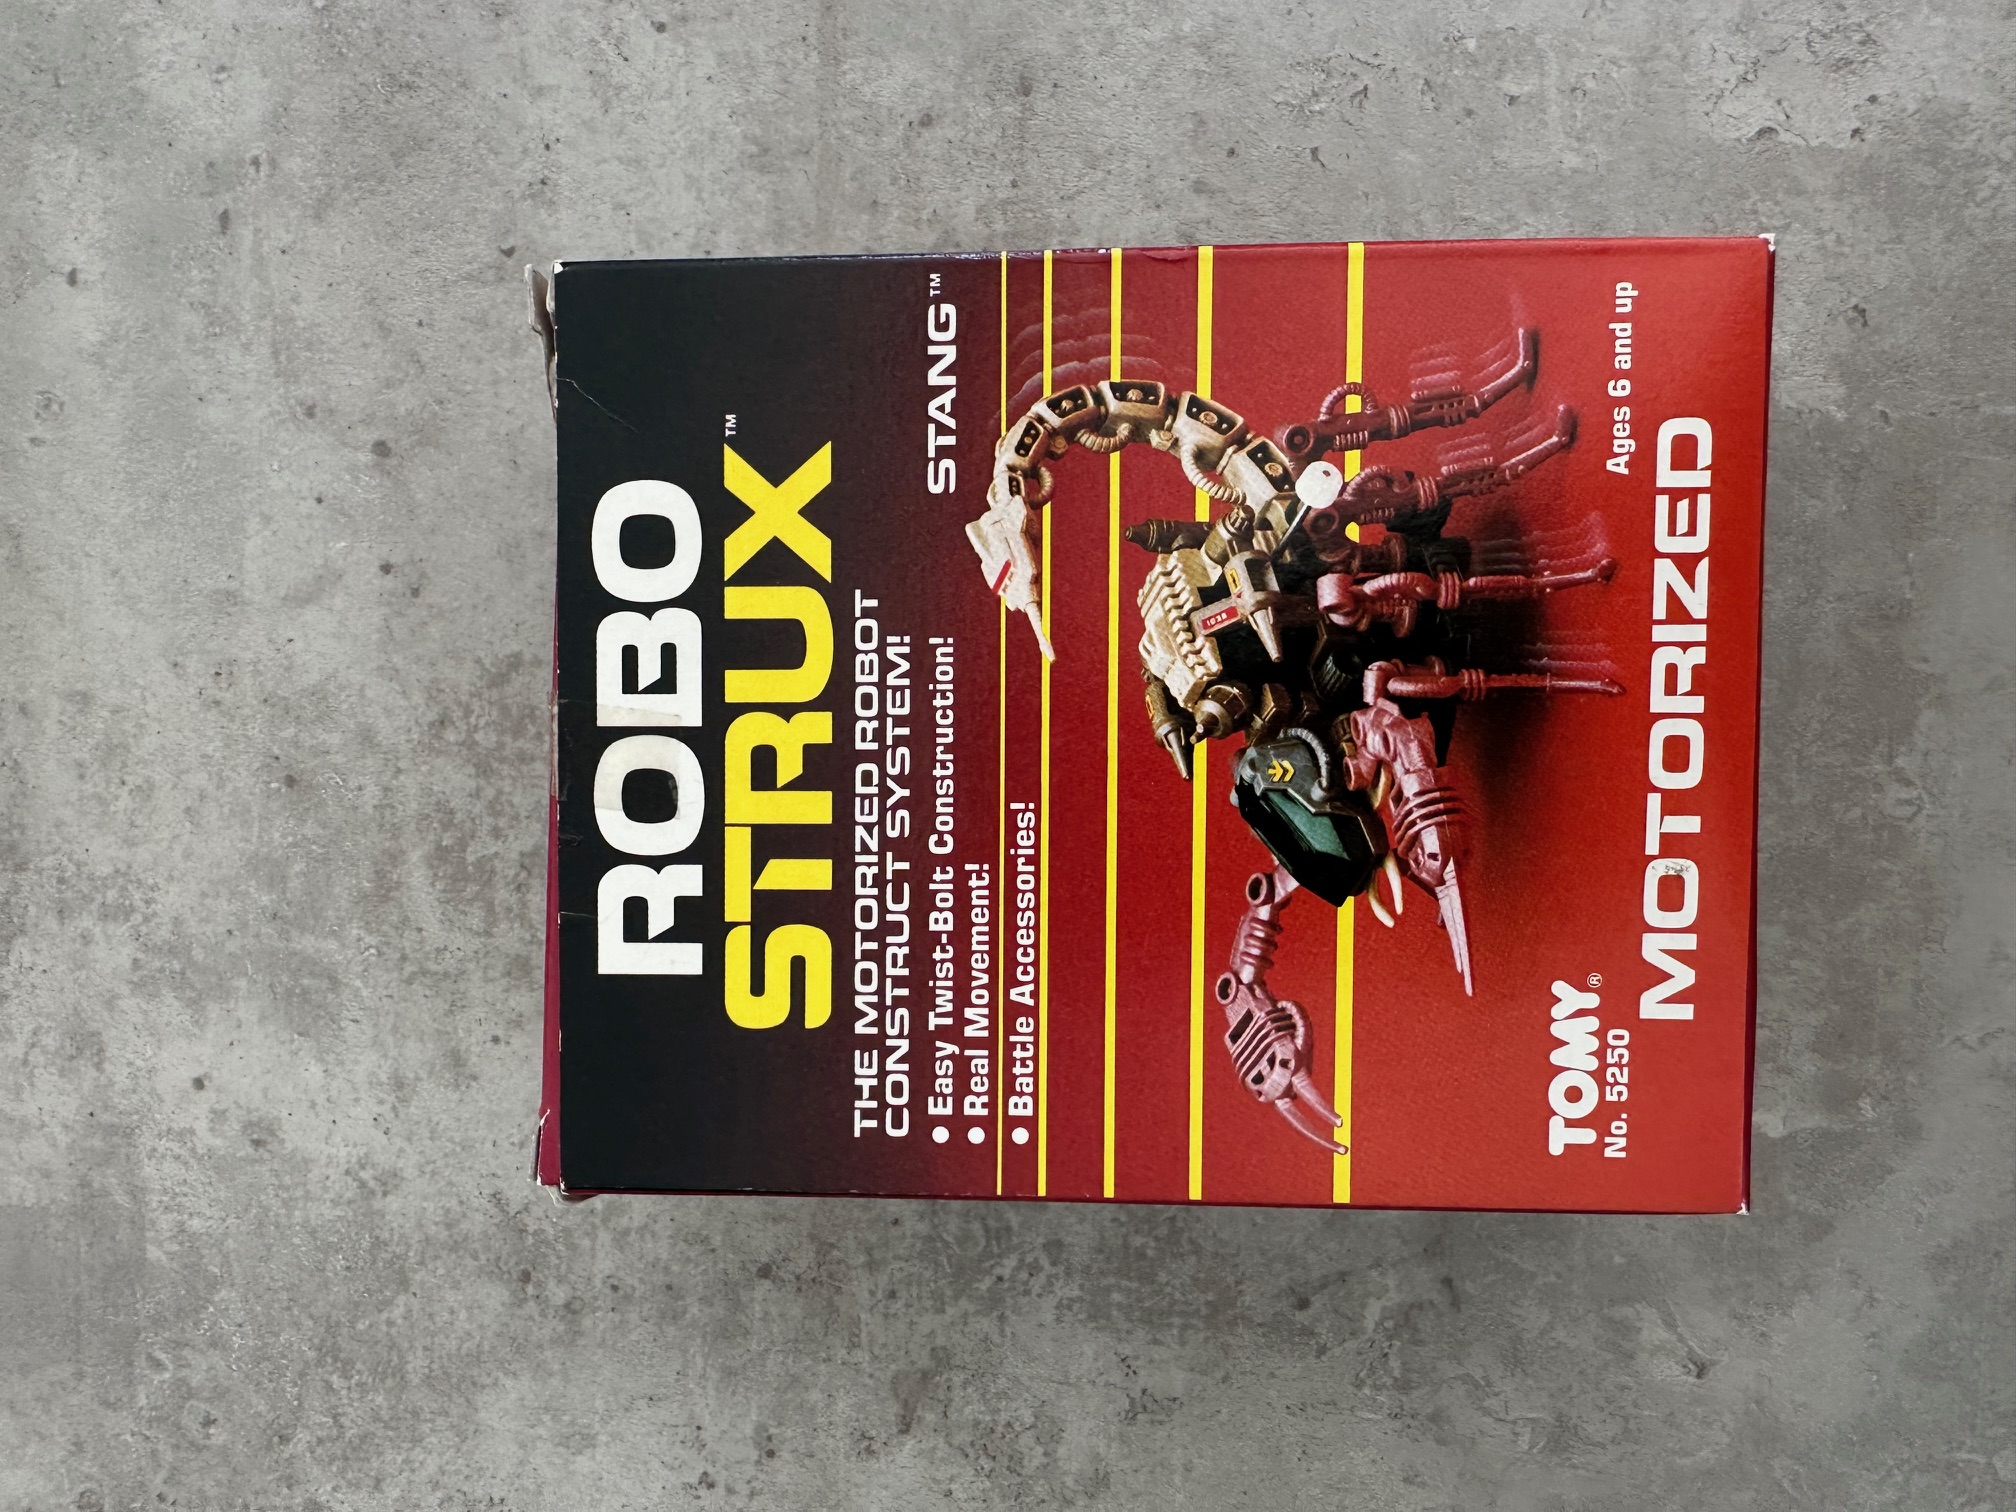 ROBO
STRUX™
THE MOTORIZED ROBOT
CONSTRUCT SYSTEM!
• Easy Twist-Bolt Construction!
• Real Movement!
• Battle Accessories!
STANG™
TOMY®
No. 5250
Ages 6 and up
MOTORIZED